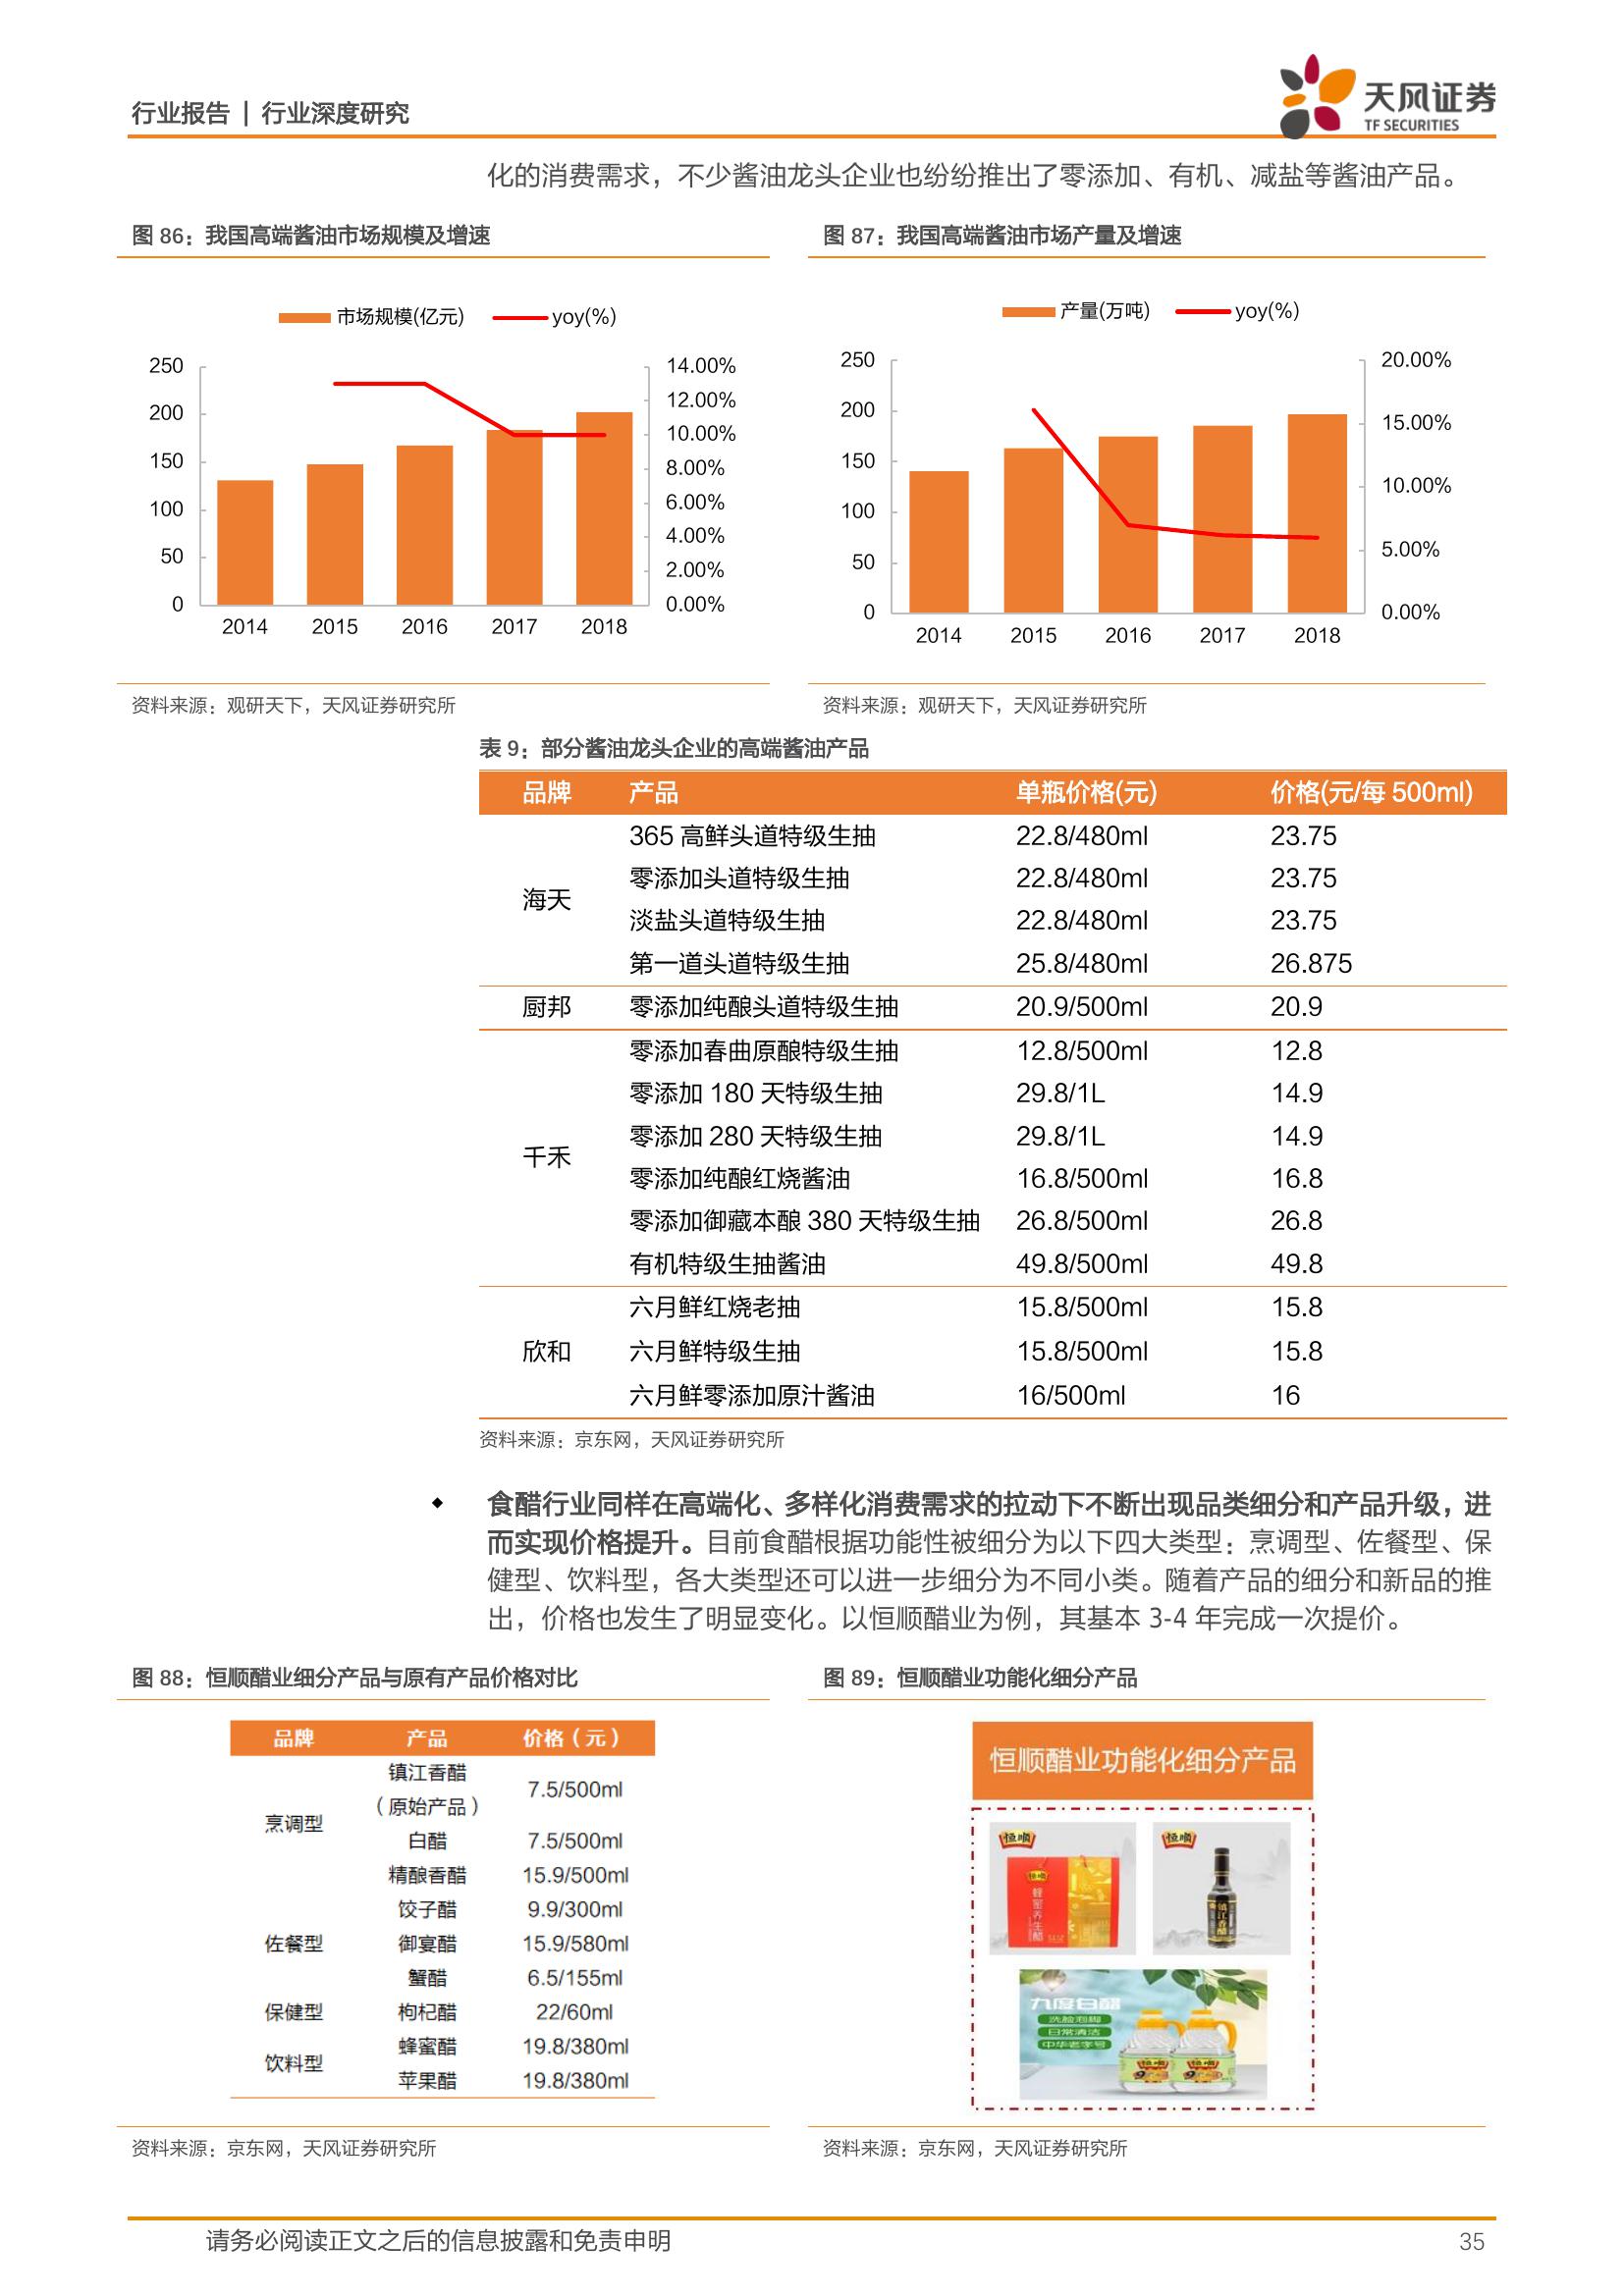 行业报告 | 行业深度研究
天风证券
TF SECURITIES
化的消费需求，不少酱油龙头企业也纷纷推出了零添加、有机、减盐等酱油产品。
图 86：我国高端酱油市场规模及增速
市场规模(亿元) yoy(%)
250 14.00%
12.00%
200
10.00%
150 8.00%
100 6.00%
4.00%
50
2.00%
0 0.00%
2014 2015 2016 2017 2018
资料来源：观研天下，天风证券研究所
图 87：我国高端酱油市场产量及增速
产量(万吨) yoy(%)
250 20.00%
200
15.00%
150
10.00%
100
5.00%
50
0 0.00%
2014 2015 2016 2017 2018
资料来源：观研天下，天风证券研究所
表 9：部分酱油龙头企业的高端酱油产品
品牌 产品 单瓶价格(元) 价格(元/每 500ml)
海天
365 高鲜头道特级生抽 22.8/480ml 23.75
零添加头道特级生抽 22.8/480ml 23.75
淡盐头道特级生抽 22.8/480ml 23.75
第一道头道特级生抽 25.8/480ml 26.875
厨邦 零添加纯酿头道特级生抽 20.9/500ml 20.9
千禾
零添加春曲原酿特级生抽 12.8/500ml 12.8
零添加 180 天特级生抽 29.8/1L 14.9
零添加 280 天特级生抽 29.8/1L 14.9
零添加纯酿红烧酱油 16.8/500ml 16.8
零添加御藏本酿 380 天特级生抽 26.8/500ml 26.8
有机特级生抽酱油 49.8/500ml 49.8
欣和
六月鲜红烧老抽 15.8/500ml 15.8
六月鲜特级生抽 15.8/500ml 15.8
六月鲜零添加原汁酱油 16/500ml 16
资料来源：京东网，天风证券研究所
◆ 食醋行业同样在高端化、多样化消费需求的拉动下不断出现品类细分和产品升级，进
而实现价格提升。目前食醋根据功能性被细分为以下四大类型：烹调型、佐餐型、保
健型、饮料型，各大类型还可以进一步细分为不同小类。随着产品的细分和新品的推
出，价格也发生了明显变化。以恒顺醋业为例，其基本 3-4 年完成一次提价。
图 88：恒顺醋业细分产品与原有产品价格对比
品牌 产品 价格（元）
烹调型
镇江香醋
（原始产品） 7.5/500ml
白醋 7.5/500ml
精酿香醋 15.9/500ml
佐餐型
饺子醋 9.9/300ml
御宴醋 15.9/580ml
蟹醋 6.5/155ml
保健型 枸杞醋 22/60ml
饮料型
蜂蜜醋 19.8/380ml
苹果醋 19.8/380ml
资料来源：京东网，天风证券研究所
图 89：恒顺醋业功能化细分产品
恒顺醋业功能化细分产品
恒顺
恒顺
蜂蜜养生醋
恒顺
镇江香醋
九度白醋
洗脸泡脚
日常清洁
中华老字号
恒顺
恒顺
资料来源：京东网，天风证券研究所
请务必阅读正文之后的信息披露和免责申明 35